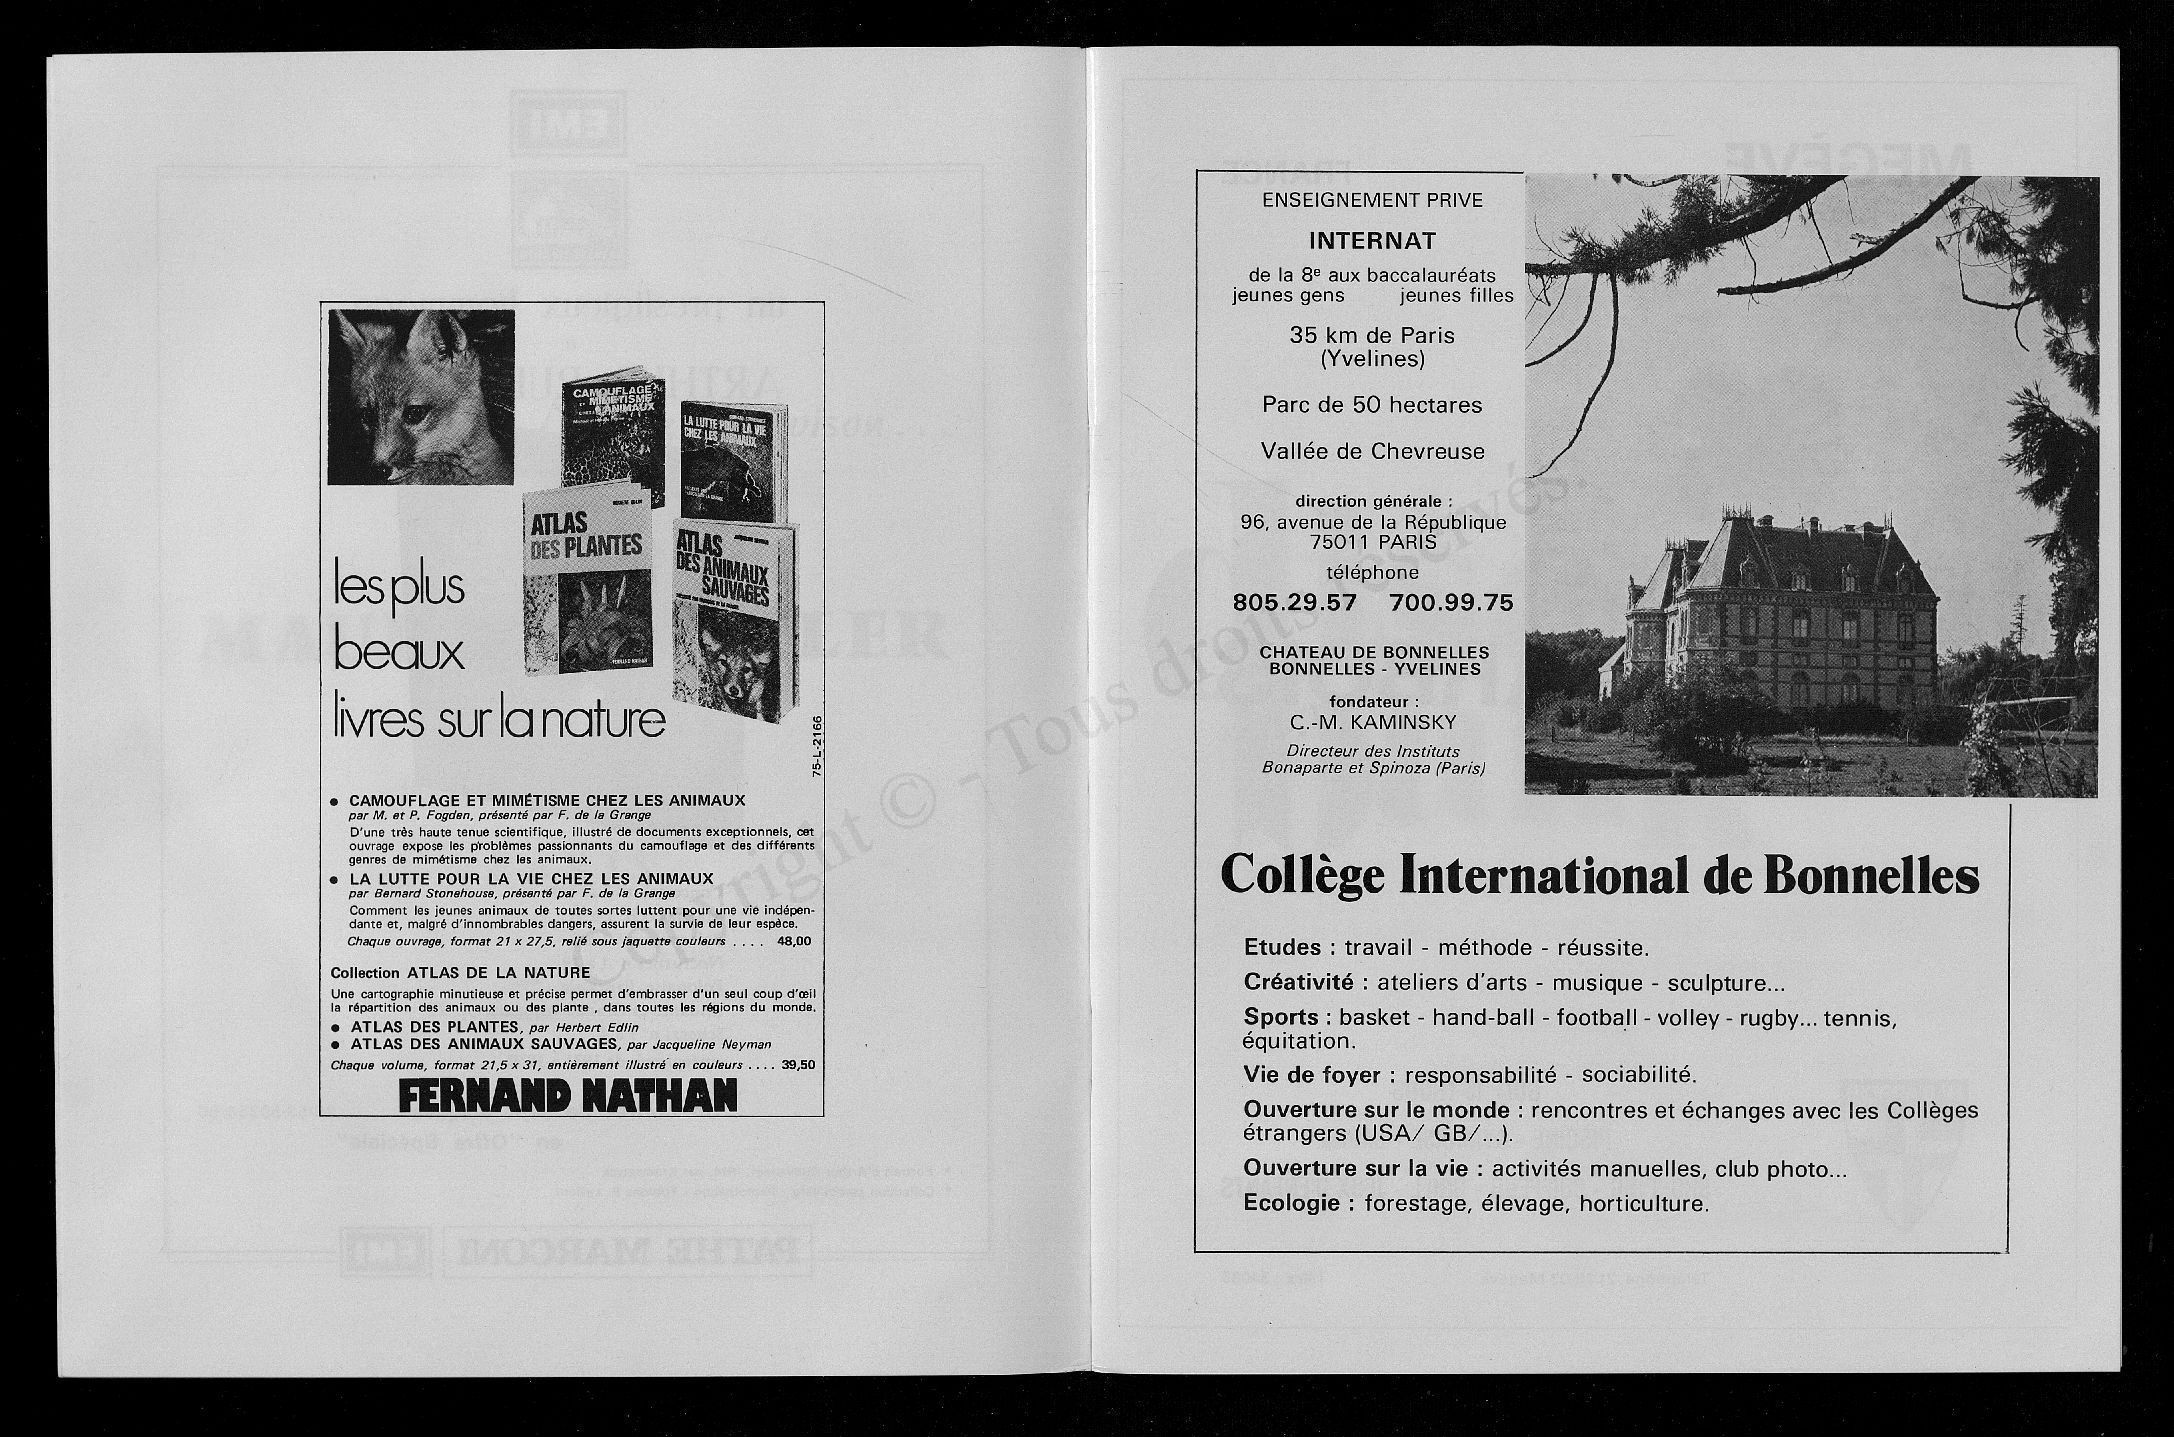 CAMOUFLAGE
ET MIMÉTISME
CHEZ LES ANIMAUX
LA LUTTE POUR LA VIE
CHEZ LES ANIMAUX
ATLAS
DES PLANTES
FERNAND NATHAN
ATLAS
DES ANIMAUX
SAUVAGES
les plus
beaux
livres sur la nature
75-L-2166
● CAMOUFLAGE ET MIMÉTISME CHEZ LES ANIMAUX
par M. et P. Fogden, présenté par F. de la Grange
D'une très haute tenue scientifique, illustré de documents exceptionnels, cet
ouvrage expose les problèmes passionnants du camouflage et des différents
genres de mimétisme chez les animaux.
● LA LUTTE POUR LA VIE CHEZ LES ANIMAUX
par Bernard Stonehouse, présenté par F. de la Grange
Comment les jeunes animaux de toutes sortes luttent pour une vie indépen-
dante et, malgré d'innombrables dangers, assurent la survie de leur espèce.
Chaque ouvrage, format 21 x 27,5, relié sous jaquette couleurs .... 48,00
Collection ATLAS DE LA NATURE
Une cartographie minutieuse et précise permet d'embrasser d'un seul coup d'œil
la répartition des animaux ou des plante , dans toutes les régions du monde.
● ATLAS DES PLANTES, par Herbert Edlin
● ATLAS DES ANIMAUX SAUVAGES, par Jacqueline Neyman
Chaque volume, format 21,5 x 31, entièrement illustré en couleurs .... 39,50
FERNAND NATHAN
ENSEIGNEMENT PRIVE
INTERNAT
de la 8e aux baccalauréats
jeunes gens jeunes filles
35 km de Paris
(Yvelines)
Parc de 50 hectares
Vallée de Chevreuse
direction générale :
96, avenue de la République
75011 PARIS
téléphone
805.29.57 700.99.75
CHATEAU DE BONNELLES
BONNELLES - YVELINES
fondateur :
C.-M. KAMINSKY
Directeur des Instituts
Bonaparte et Spinoza (Paris)
Collège International de Bonnelles
Etudes : travail - méthode - réussite.
Créativité : ateliers d'arts - musique - sculpture...
Sports : basket - hand-ball - football - volley - rugby... tennis,
équitation.
Vie de foyer : responsabilité - sociabilité.
Ouverture sur le monde : rencontres et échanges avec les Collèges
étrangers (USA/ GB/...).
Ouverture sur la vie : activités manuelles, club photo...
Ecologie : forestage, élevage, horticulture.
Copyright © - Tous droits réservés.